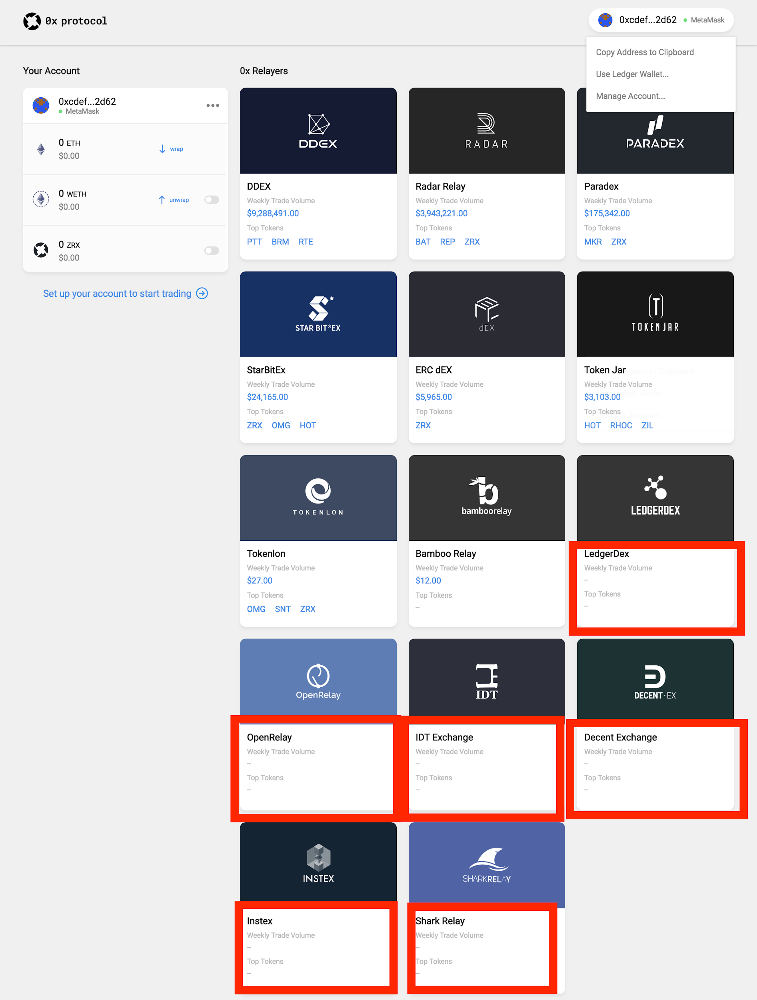 0x protocol
0xcdef...2d62 MetaMask
Copy Address to Clipboard
Use Ledger Wallet...
Manage Account...
Your Account
0xcdef...2d62
MetaMask
0 ETH
$0.00
wrap
0 WETH
$0.00
unwrap
0 ZRX
$0.00
Set up your account to start trading
0x Relayers
DDEX
DDEX
Weekly Trade Volume
$9,288,491.00
Top Tokens
PTT BRM RTE
RADAR
Radar Relay
Weekly Trade Volume
$3,943,221.00
Top Tokens
BAT REP ZRX
PARADEX
Paradex
Weekly Trade Volume
$175,342.00
Top Tokens
MKR ZRX
STAR BIT®EX
StarBitEx
Weekly Trade Volume
$24,165.00
Top Tokens
ZRX OMG HOT
dEX
ERC dEX
Weekly Trade Volume
$5,965.00
Top Tokens
ZRX
TOKENJAR
Token Jar
Weekly Trade Volume
$3,103.00
Top Tokens
HOT RHOC ZIL
TOKENLON
Tokenlon
Weekly Trade Volume
$27.00
Top Tokens
OMG SNT ZRX
bamboorelay
Bamboo Relay
Weekly Trade Volume
$12.00
Top Tokens
–
LEDGERDEX
LedgerDex
Weekly Trade Volume
–
Top Tokens
–
OpenRelay
OpenRelay
Weekly Trade Volume
–
Top Tokens
–
IDT
IDT Exchange
Weekly Trade Volume
–
Top Tokens
–
DECENT·EX
Decent Exchange
Weekly Trade Volume
–
Top Tokens
–
INSTEX
Instex
Weekly Trade Volume
–
Top Tokens
–
SHARKRELAY
Shark Relay
Weekly Trade Volume
–
Top Tokens
–